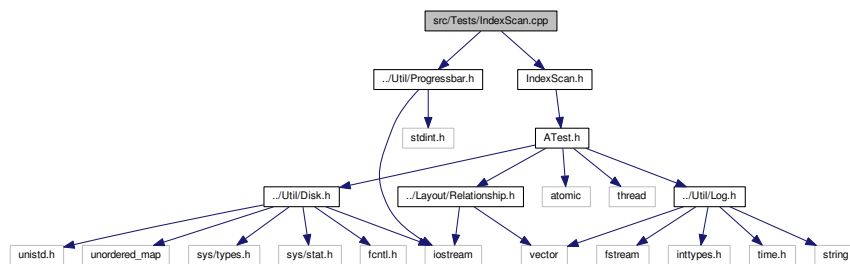 src/Tests/IndexScan.cpp
../Util/Progressbar.h
IndexScan.h
stdint.h
ATest.h
../Util/Disk.h
../Layout/Relationship.h
atomic
thread
../Util/Log.h
unistd.h
unordered_map
sys/types.h
sys/stat.h
fcntl.h
iostream
vector
fstream
inttypes.h
time.h
string